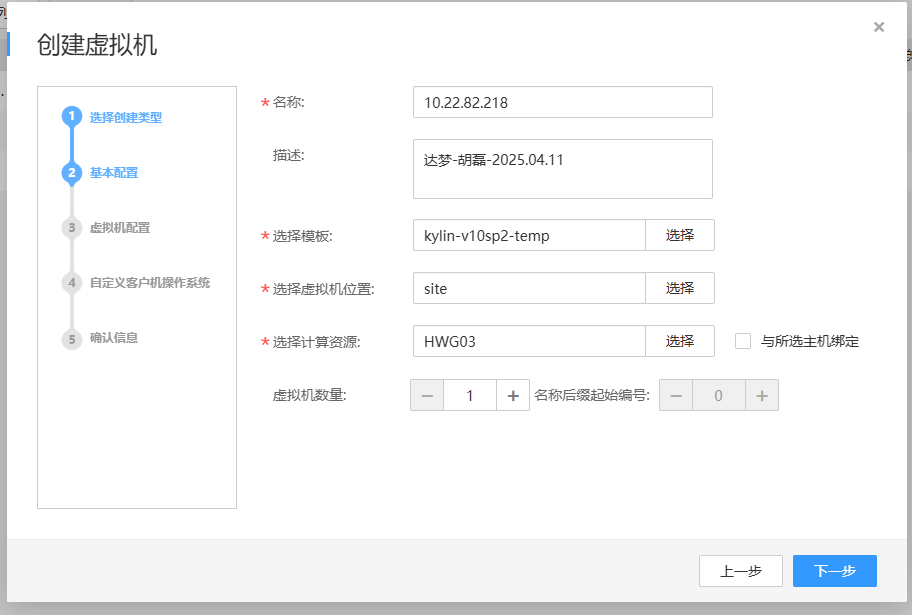 创建虚拟机
×
1 选择创建类型
2 基本配置
3 虚拟机配置
4 自定义客户机操作系统
5 确认信息
* 名称: 10.22.82.218
描述: 达梦-胡磊-2025.04.11
* 选择模板: kylin-v10sp2-temp 选择
* 选择虚拟机位置: site 选择
* 选择计算资源: HWG03 选择 与所选主机绑定
虚拟机数量: − 1 + 名称后缀起始编号: − 0 +
上一步 下一步